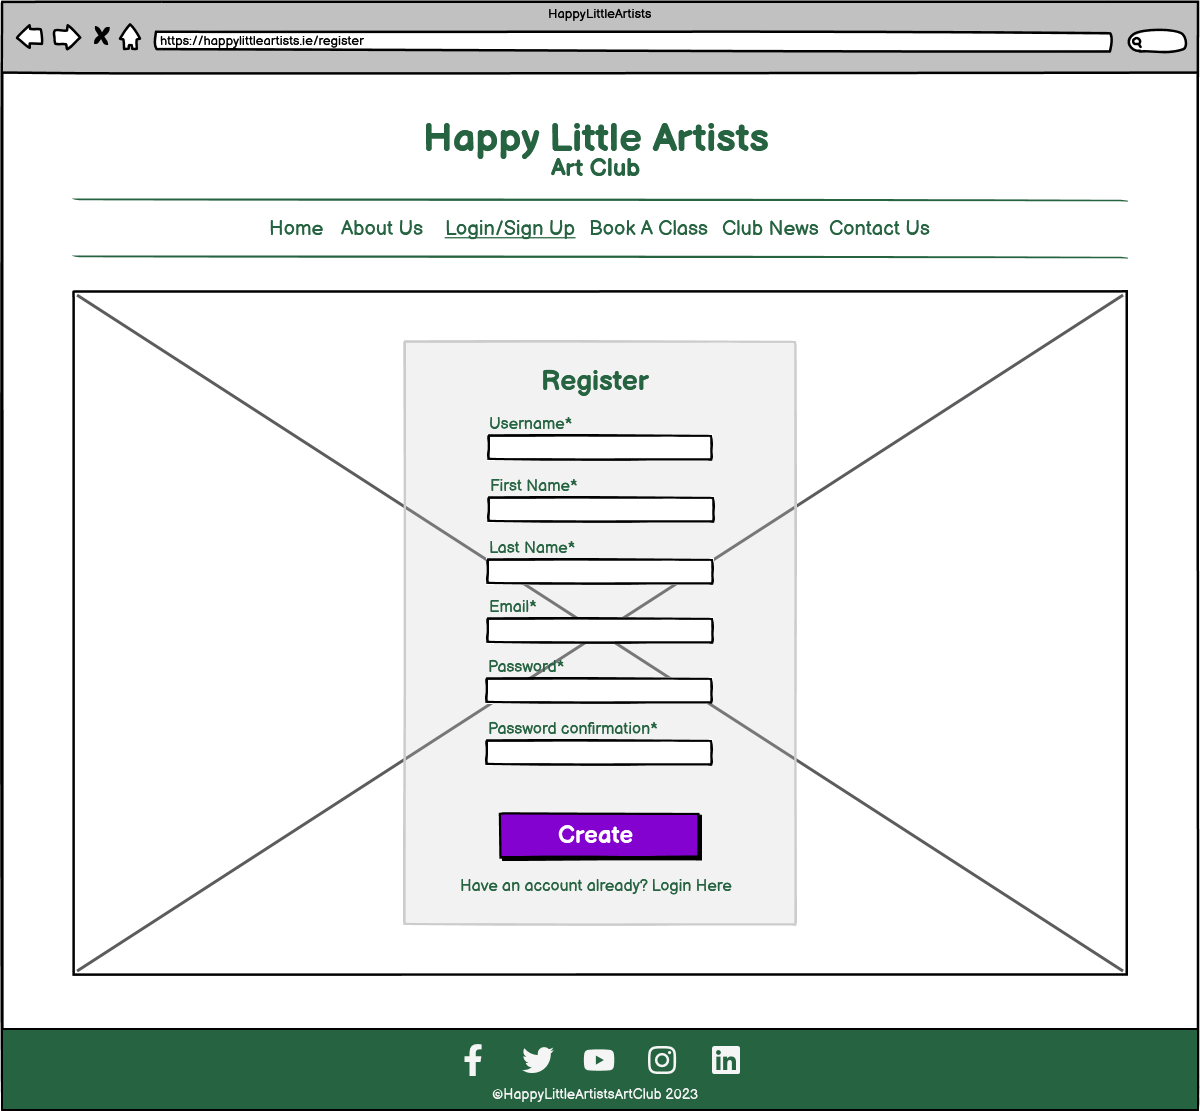 HappyLittleArtists
https://happylittleartists.ie/register
Happy Little Artists
Art Club
Home About Us Login/Sign Up Book A Class Club News Contact Us
Register
Username*
First Name*
Last Name*
Email*
Password*
Password confirmation*
Create
Have an account already? Login Here
©HappyLittleArtistsArtClub 2023